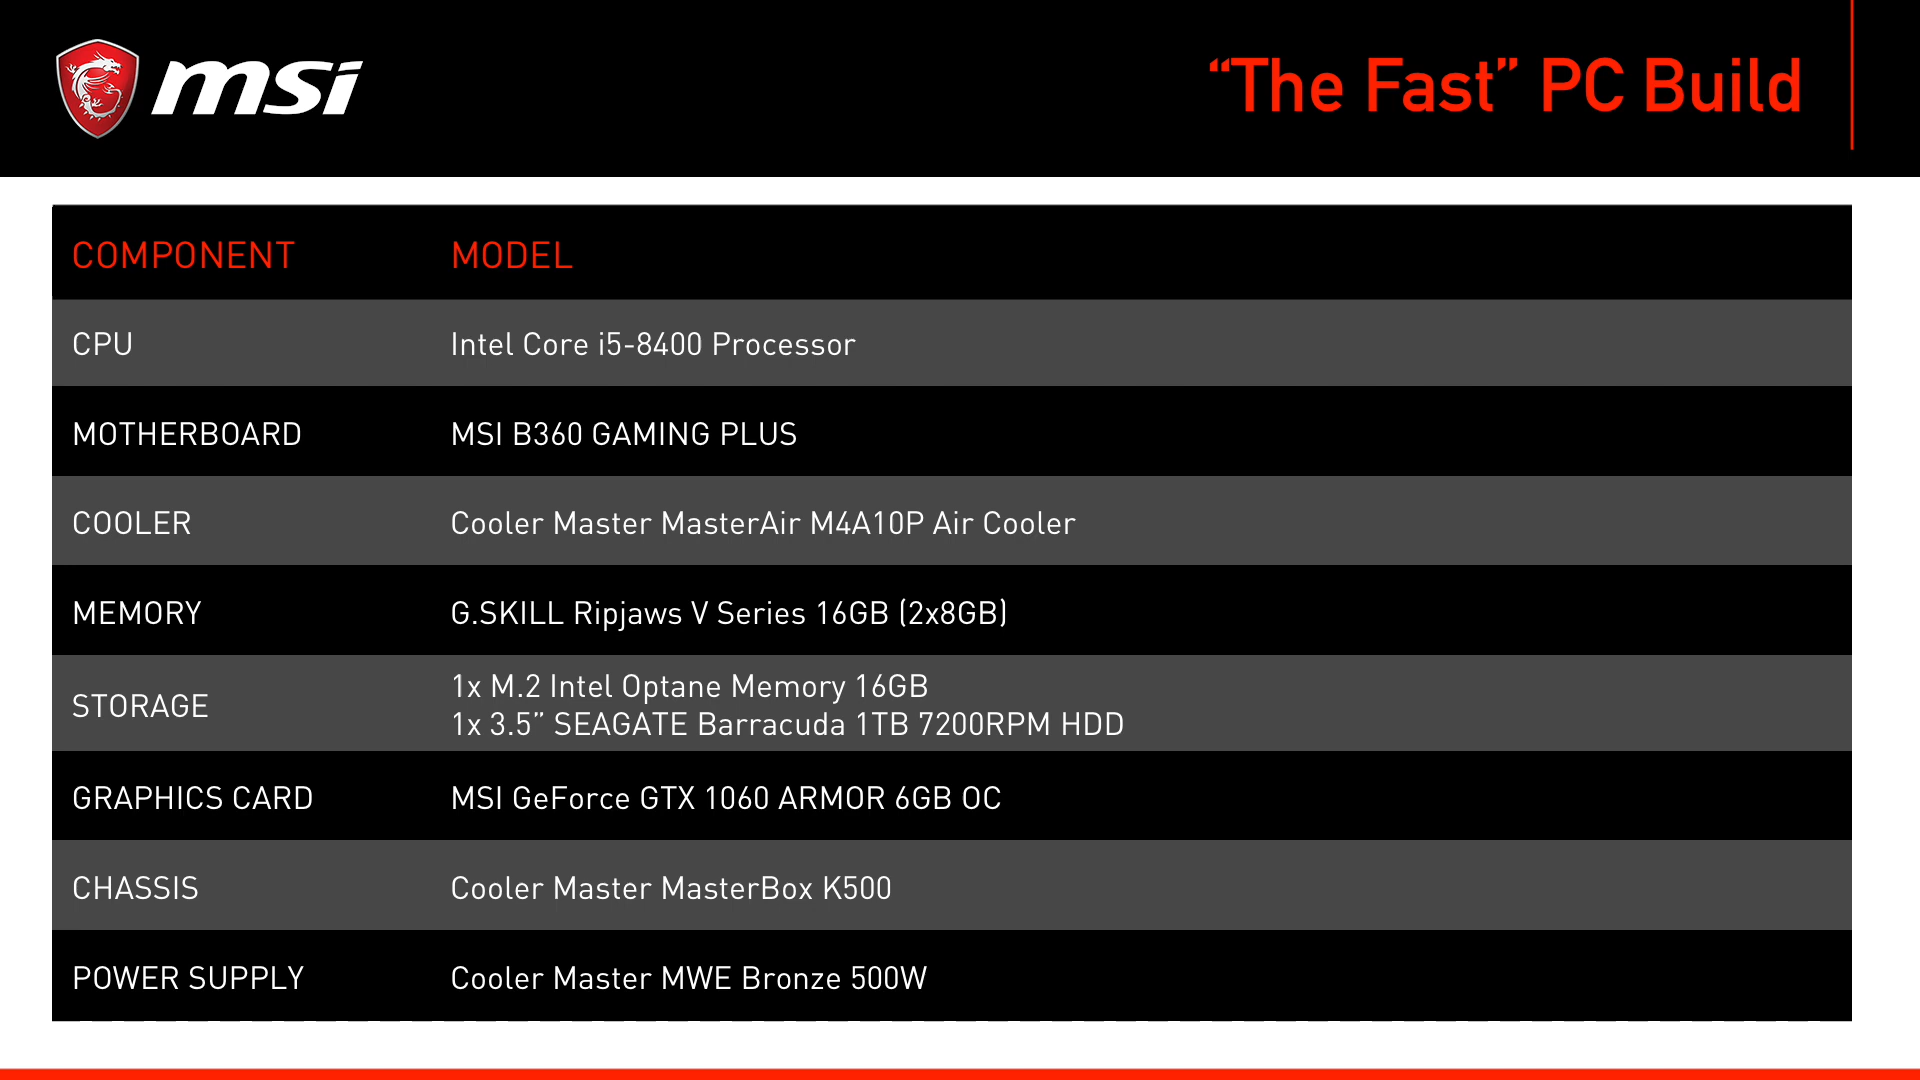 msi
“The Fast” PC Build
COMPONENT MODEL
CPU Intel Core i5-8400 Processor
MOTHERBOARD MSI B360 GAMING PLUS
COOLER Cooler Master MasterAir M4A10P Air Cooler
MEMORY G.SKILL Ripjaws V Series 16GB (2x8GB)
STORAGE
1x M.2 Intel Optane Memory 16GB
1x 3.5” SEAGATE Barracuda 1TB 7200RPM HDD
GRAPHICS CARD MSI GeForce GTX 1060 ARMOR 6GB OC
CHASSIS Cooler Master MasterBox K500
POWER SUPPLY Cooler Master MWE Bronze 500W